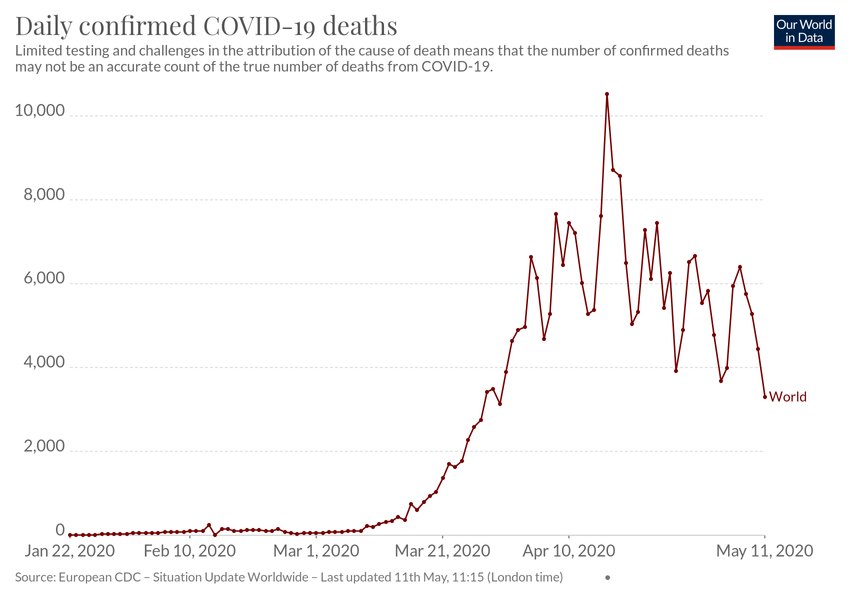 Daily confirmed COVID-19 deaths
Our World
in Data
Limited testing and challenges in the attribution of the cause of death means that the number of confirmed deaths
may not be an accurate count of the true number of deaths from COVID-19.
10,000
8,000
6,000
4,000
World
2,000
0
Jan 22, 2020 Feb 10, 2020 Mar 1, 2020 Mar 21, 2020 Apr 10, 2020 May 11, 2020
Source: European CDC – Situation Update Worldwide – Last updated 11th May, 11:15 (London time) •